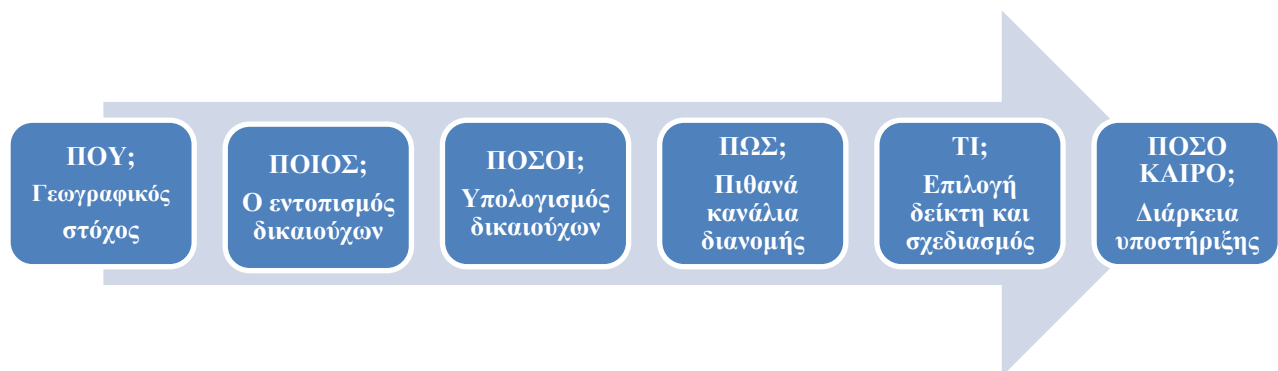 ΠΟΥ;
Γεωγραφικός
στόχος
ΠΟΙΟΣ;
Ο εντοπισμός
δικαιούχων
ΠΟΣΟΙ;
Υπολογισμός
δικαιούχων
ΠΩΣ;
Πιθανά
κανάλια
διανομής
ΤΙ;
Επιλογή
δείκτη και
σχεδιασμός
ΠΟΣΟ
ΚΑΙΡΟ;
Διάρκεια
υποστήριξης